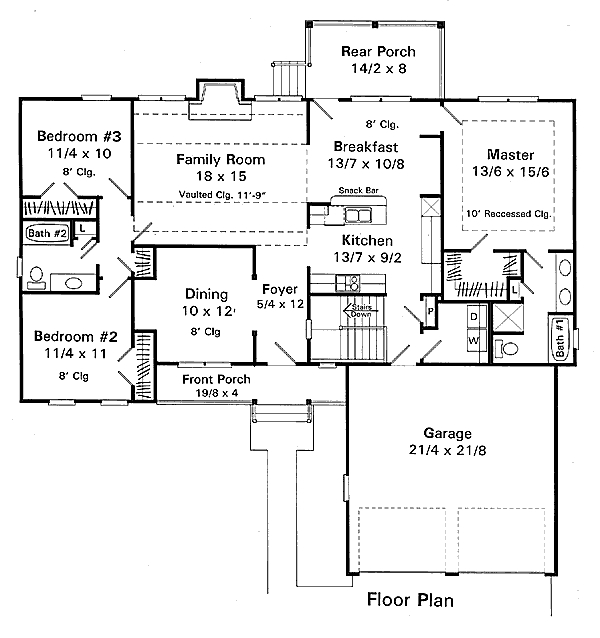 Rear Porch
14/2 x 8
Bedroom #3
11/4 x 10
8' Clg.
Family Room
18 x 15
Vaulted Clg. 11'-9"
8' Clg.
Breakfast
13/7 x 10/8
Snack Bar
Master
13/6 x 15/6
10' Raccessed Clg.
Bath #2
L
Kitchen
13/7 x 9/2
Dining
10 x 12'
8' Clg
Foyer
5/4 x 12
L
Stairs
Down
P
D
W
Bath #1
Bedroom #2
11/4 x 11
8' Clg
Front Porch
19/8 x 4
Garage
21/4 x 21/8
Floor Plan